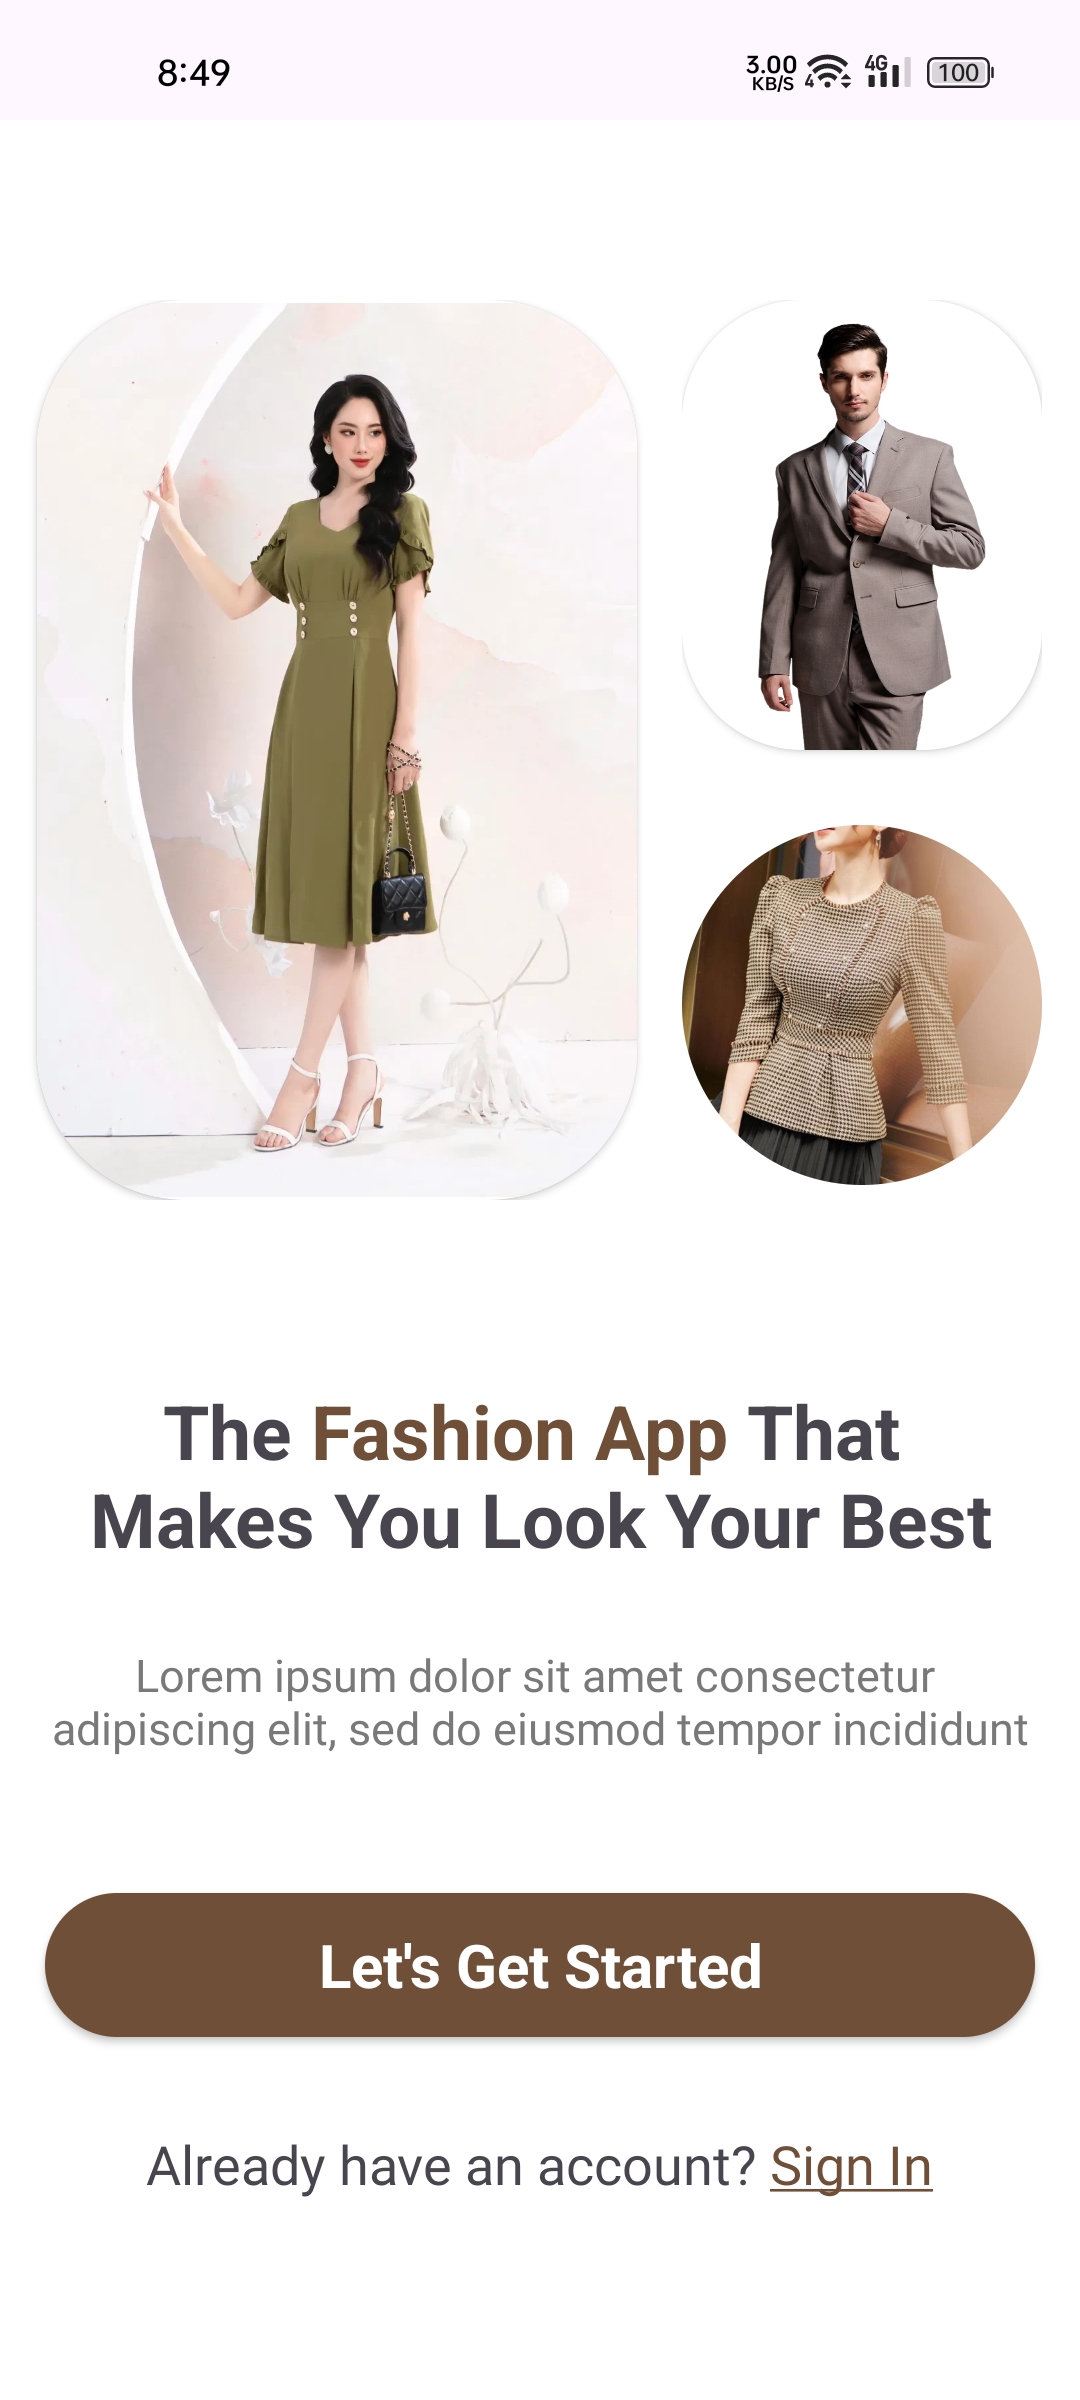 8:49
3.00
KB/S
4
4G
100
The Fashion App That
Makes You Look Your Best
Lorem ipsum dolor sit amet consectetur
adipiscing elit, sed do eiusmod tempor incididunt
Let's Get Started
Already have an account? Sign In